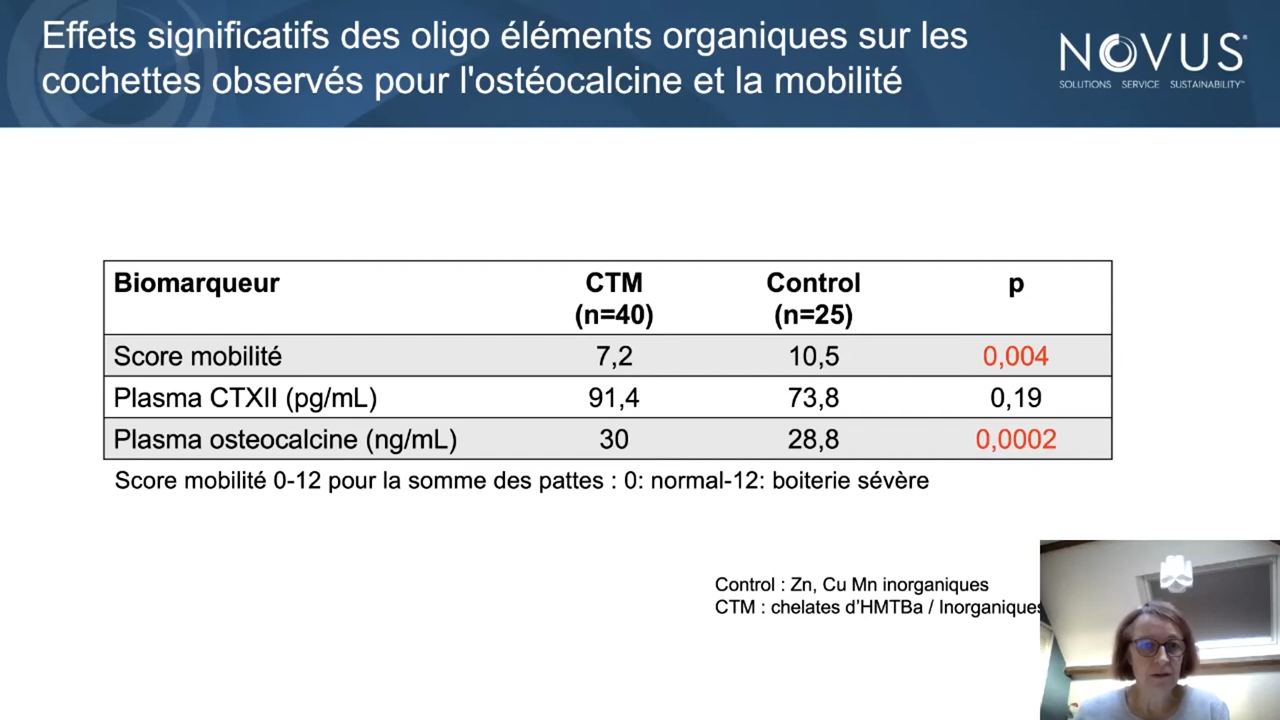 Effets significatifs des oligo éléments organiques sur les
cochettes observés pour l'ostéocalcine et la mobilité
NOVUS
SOLUTIONS SERVICE SUSTAINABILITY
Biomarqueur CTM (n=40) Control (n=25) p
Score mobilité 7,2 10,5 0,004
Plasma CTXII (pg/mL) 91,4 73,8 0,19
Plasma osteocalcine (ng/mL) 30 28,8 0,0002
Score mobilité 0-12 pour la somme des pattes : 0: normal-12: boiterie sévère
Control : Zn, Cu Mn inorganiques
CTM : chelates d’HMTBa / Inorganiques